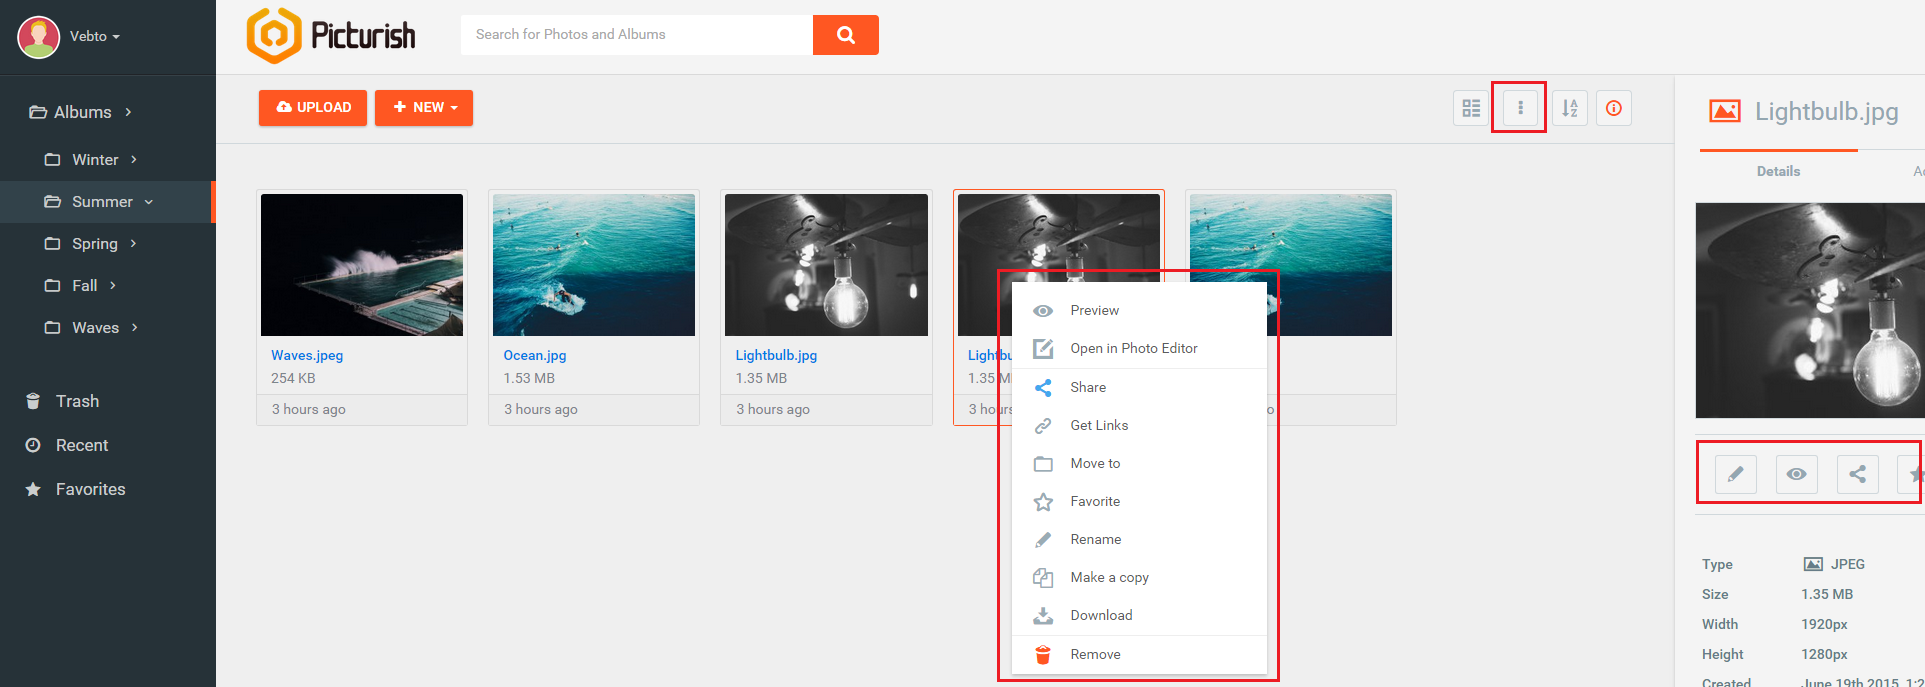 Vebto
Picturish
Search for Photos and Albums
Albums
Winter
Summer
Spring
Fall
Waves
Trash
Recent
Favorites
UPLOAD
NEW
A
Z
Waves.jpeg
254 KB
3 hours ago
Ocean.jpg
1.53 MB
3 hours ago
Lightbulb.jpg
1.35 MB
3 hours ago
Lightbu
1.35 M
3 hours
o
Preview
Open in Photo Editor
Share
Get Links
Move to
Favorite
Rename
Make a copy
Download
Remove
Lightbulb.jpg
Details
Type JPEG
Size 1.35 MB
Width 1920px
Height 1280px
Created June 19th 2015, 1:2